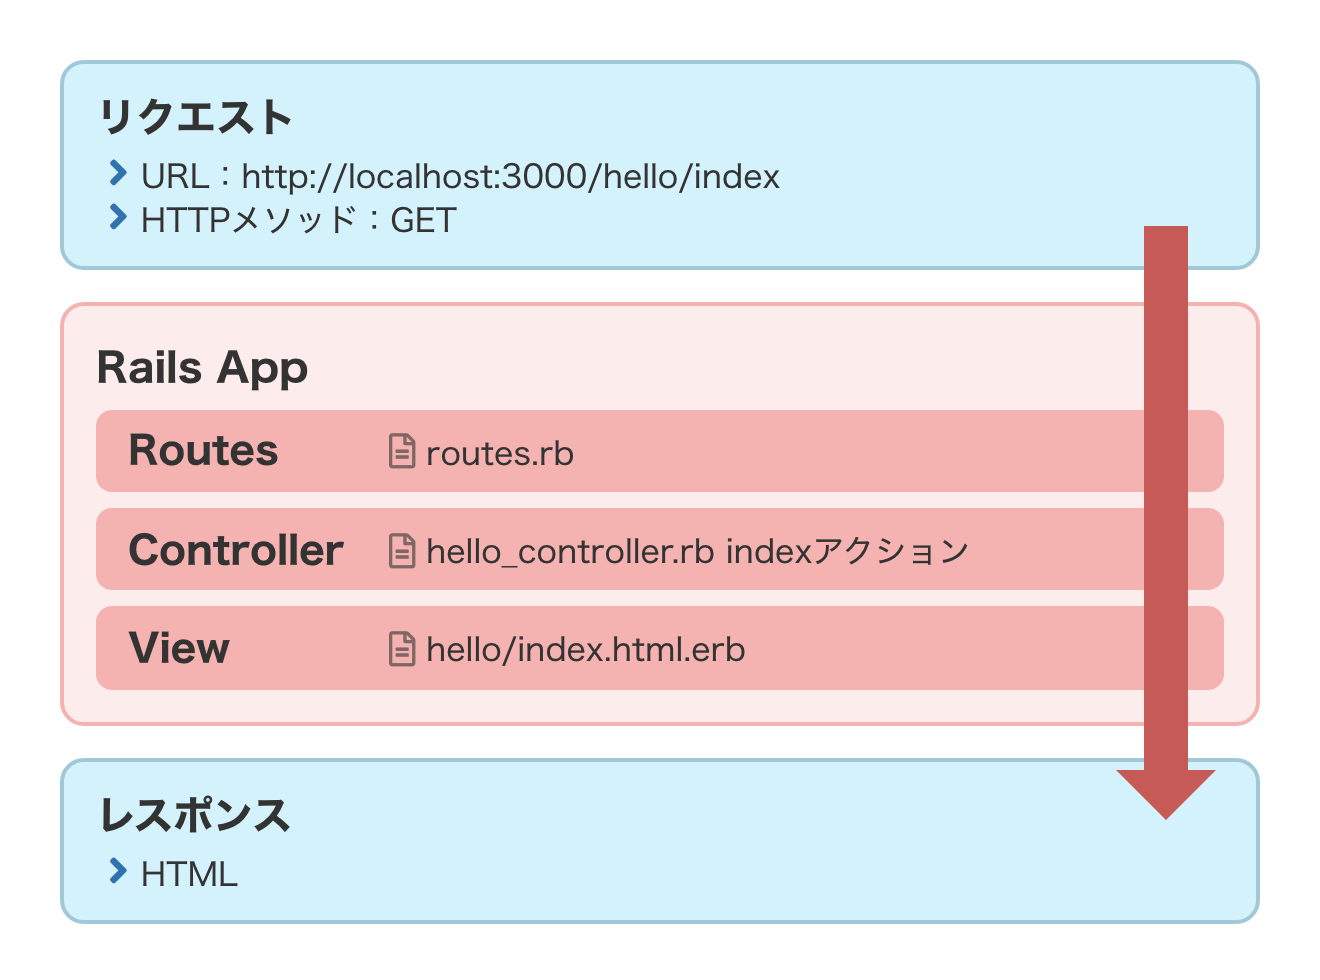 リクエスト
URL：http://localhost:3000/hello/index
HTTPメソッド：GET
Rails App
Routes routes.rb
Controller hello_controller.rb indexアクション
View hello/index.html.erb
レスポンス
HTML